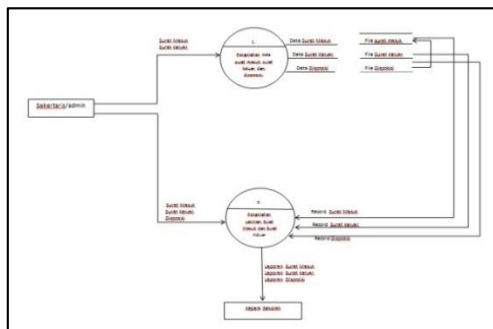 Surat Masuk
Surat Keluar
1.
Pengolahan data
surat masuk surat
keluar dan
disposisi
Data Surat Masuk
Data Surat Keluar
Data Disposisi
File surat masuk
File Surat Keluar
File Disposisi
Sekertaris/admin
Surat Masuk
Surat Keluar
Disposisi
2.
Pengolahan
Laporan Surat
Masuk dan Surat
Keluar
Record Surat Masuk
Record Surat Keluar
Record Disposisi
Laporan Surat Masuk
Laporan Surat Keluar
Laporan Disposisi
Kepala Sekolah